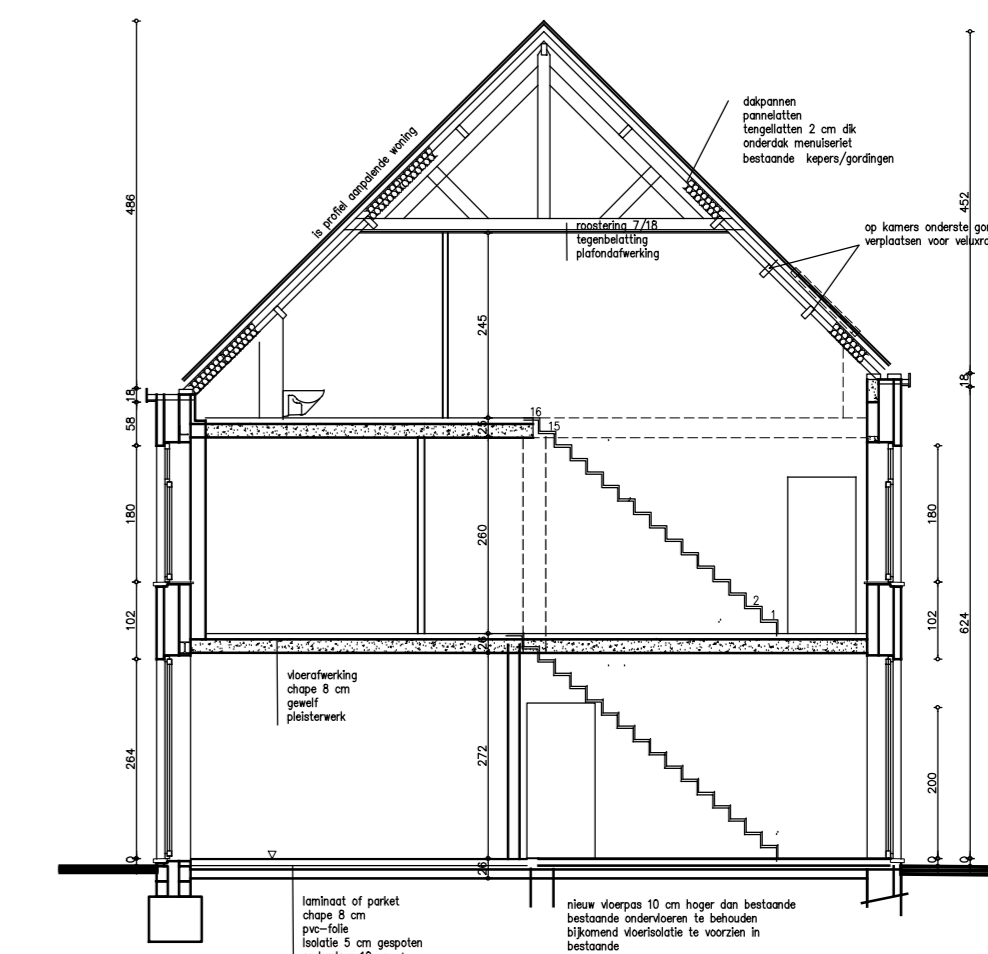 dakpannen
pannelatten
tengellatten 2 cm dik
onderdak menuiseriet
bestaande kepers/gordingen
is profiel aanpalende woning
486
452
roostering 7/18
tegenbelatting
plafondafwerking
op kamers onderste
verplaatsen voor
245
18
18
58
16
15
25
180
260
180
2
1
102
102
624
26
vloerafwerking
chape 8 cm
gewelf
pleisterwerk
264
272
200
0
0
0
26
laminaat of parket
chape 8 cm
pvc-folie
isolatie 5 cm gespoten
nieuw vloerpas 10 cm hoger dan bestaande
bestaande ondervloeren te behouden
bijkomend vloerisolatie te voorzien in
bestaande